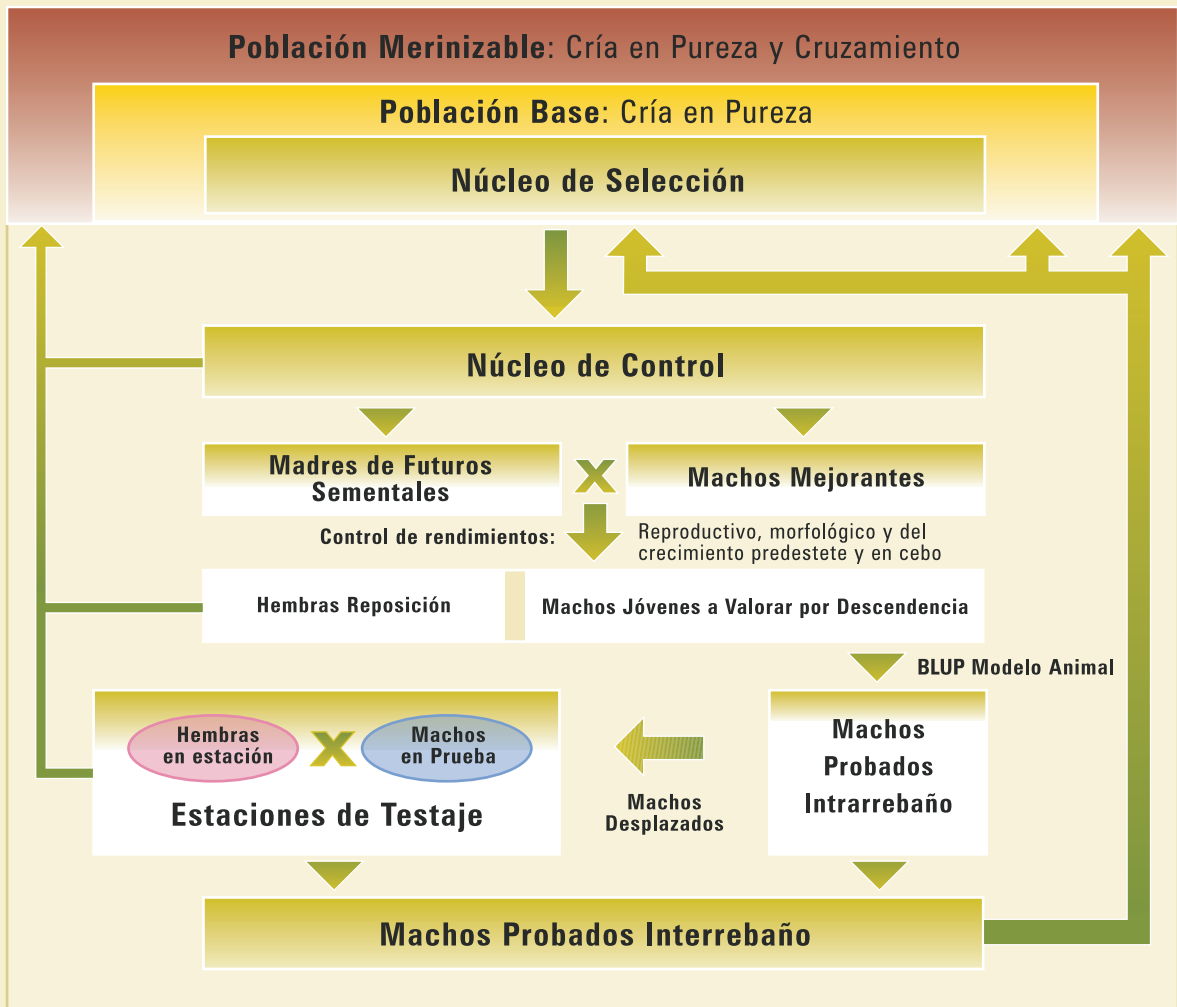 Población Merinizable: Cría en Pureza y Cruzamiento
Población Base: Cría en Pureza
Núcleo de Selección
Núcleo de Control
Madres de Futuros
Sementales
X
Machos Mejorantes
Control de rendimientos:
Reproductivo, morfológico y del
crecimiento predestete y en cebo
Hembras Reposición
Machos Jóvenes a Valorar por Descendencia
BLUP Modelo Animal
Hembras
en estación
X
Machos
en Prueba
Estaciones de Testaje
Machos
Desplazados
Machos
Probados
Intrarrebaño
Machos Probados Interrebaño